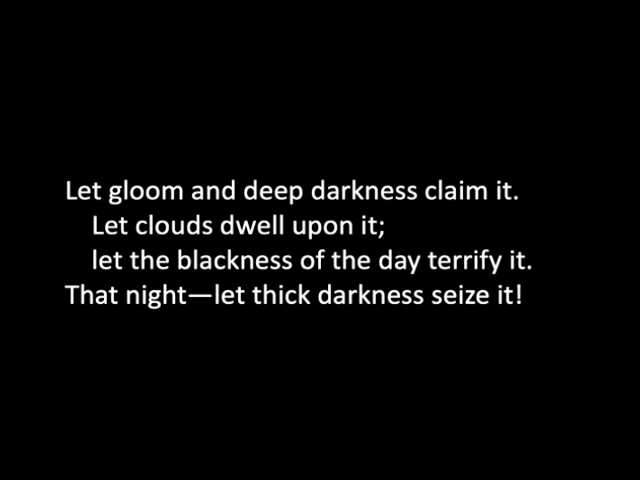 Let gloom and deep darkness claim it.
Let clouds dwell upon it;
let the blackness of the day terrify it.
That night—let thick darkness seize it!